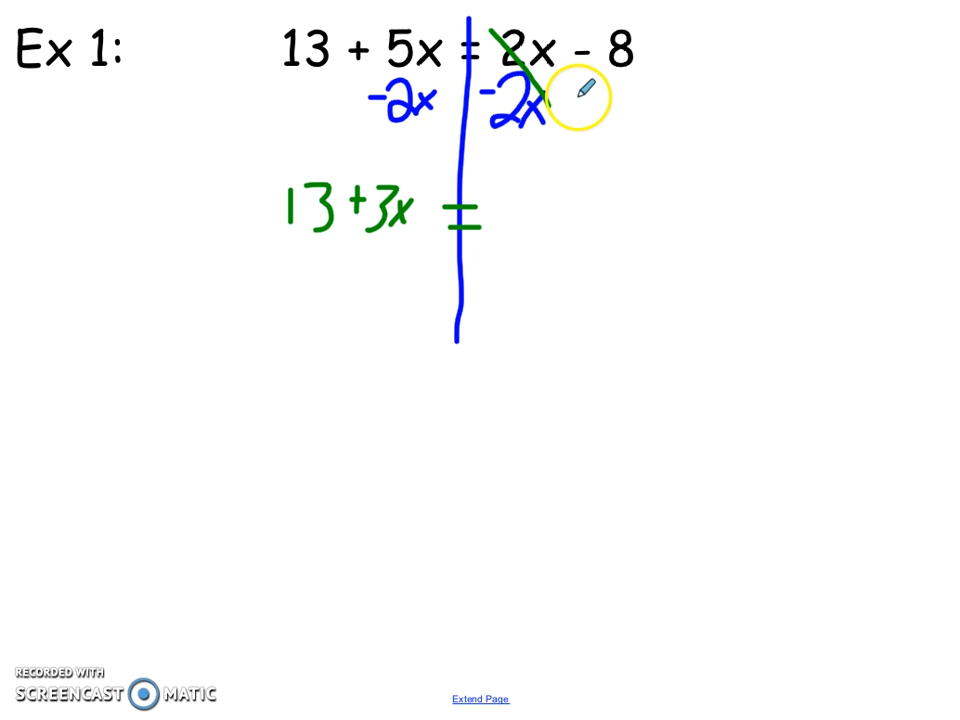 Ex 1: 13 + 5x = 2x - 8
-2x -2x
13 + 3x =
RECORDED WITH
SCREENCAST MATIC
Extend Page